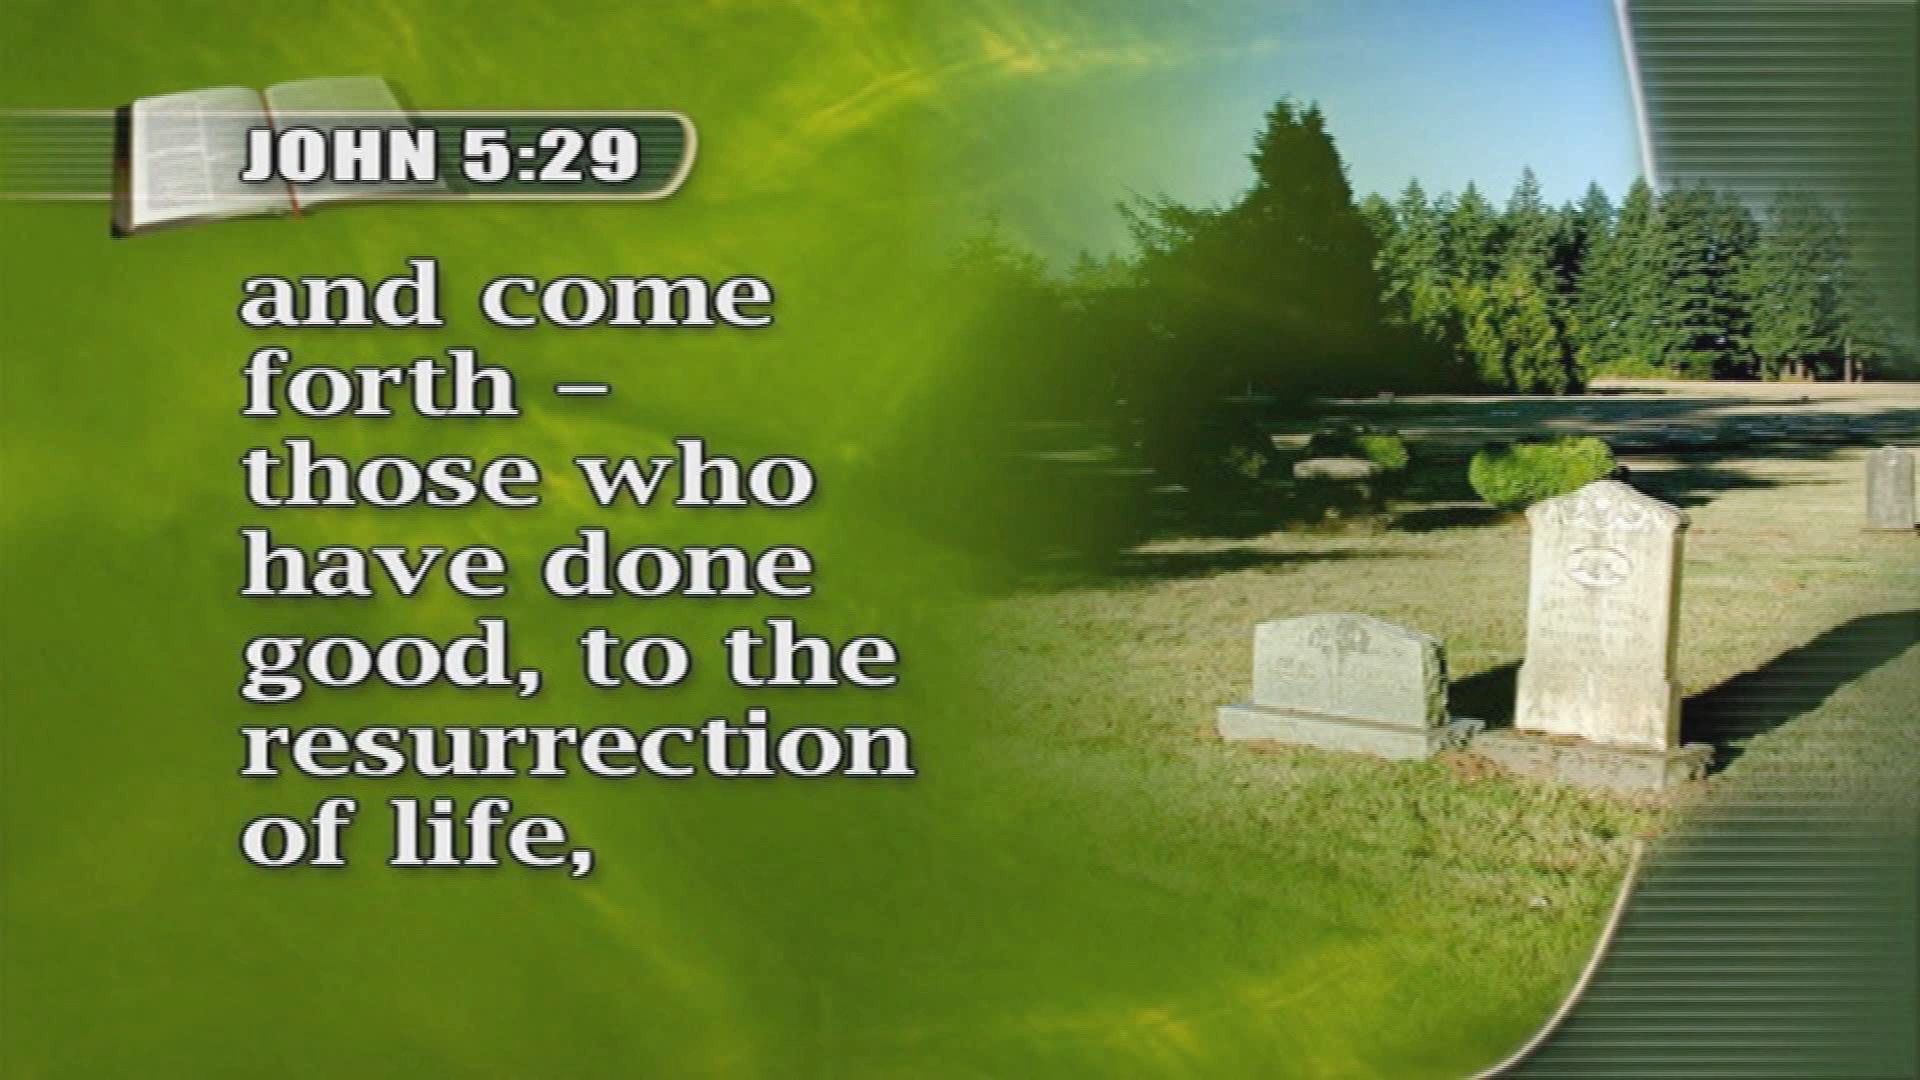 JOHN 5:29
and come
forth –
those who
have done
good, to the
resurrection
of life,